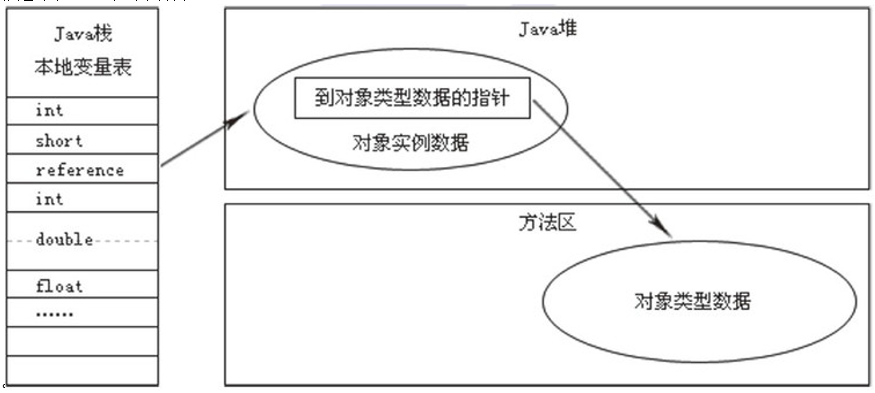 Java栈
本地变量表
int
short
reference
int
double
float
……
Java堆
到对象类型数据的指针
对象实例数据
方法区
对象类型数据